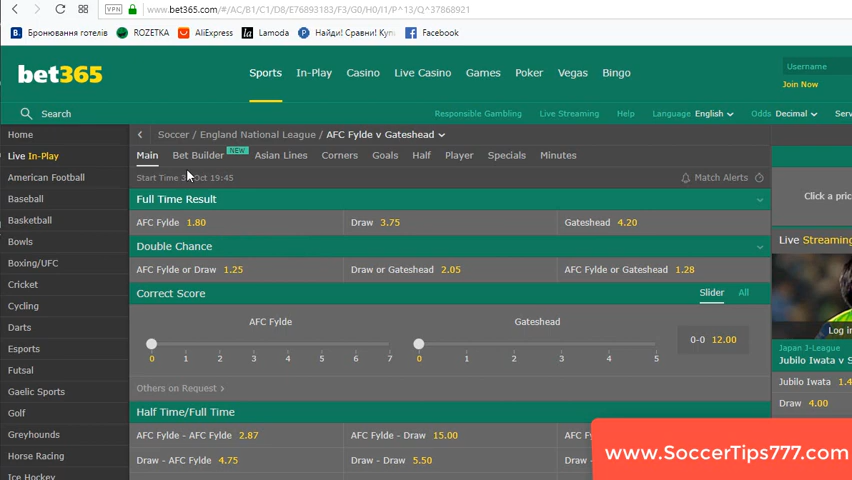 VPN www.bet365.com/#/AC/B1/C1/D8/E76893183/F3/G0/H0/I1/P^13/Q^37868921
B. Бронювання готелів ROZETKA AliExpress la Lamoda P Найди! Сравни! Facebook
bet365 Sports In-Play Casino Live Casino Games Poker Vegas Bingo Username
Join Now
Search Responsible Gambling Live Streaming Help Language English Odds Decimal
Home Soccer / England National League / AFC Fylde v Gateshead
Live In-Play Main Bet Builder NEW Asian Lines Corners Goals Half Player Specials Minutes
American Football Start Time Oct 19:45 Match Alerts
Baseball Full Time Result Click a
Basketball AFC Fylde 1.80 Draw 3.75 Gateshead 4.20
Bowls Double Chance Live Streaming
Boxing/UFC AFC Fylde or Draw 1.25 Draw or Gateshead 2.05 AFC Fylde or Gateshead 1.28
Cricket Correct Score Slider All
Cycling AFC Fylde Gateshead
Darts 0-0 12.00 Log in
Esports 0 1 2 3 4 5 6 7 0 1 2 3 4 5 Japan J-League
Futsal Jubilo Iwata v S
Gaelic Sports Others on Request Jubilo Iwata 1.4
Golf Half Time/Full Time Draw 4.00
Greyhounds AFC Fylde - AFC Fylde 2.87 AFC Fylde - Draw 15.00
Horse Racing Draw - AFC Fylde 4.75 Draw - Draw 5.50 Draw -
Ice Hockey
www.SoccerTips777.com